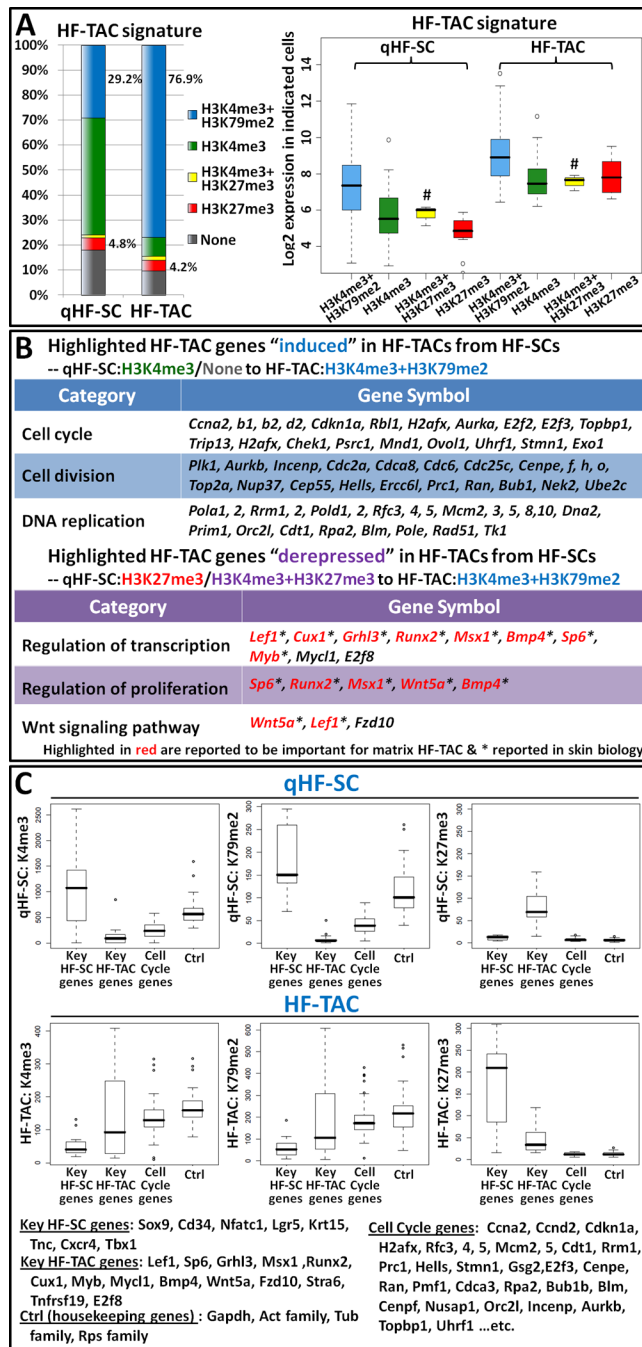 A
HF-TAC signature
100%
90%
80%
70%
60%
50%
40%
30%
20%
10%
0%
29.2%
76.9%
4.8%
4.2%
qHF-SC HF-TAC
H3K4me3+
H3K79me2
H3K4me3
H3K4me3+
H3K27me3
H3K27me3
None
HF-TAC signature
qHF-SC HF-TAC
Log2 expression in indicated cells
14
12
10
8
6
4
# #
H3K4me3+
H3K79me2
H3K4me3
H3K4me3+
H3K27me3
H3K27me3
H3K4me3+
H3K79me2
H3K4me3
H3K4me3+
H3K27me3
H3K27me3
B
Highlighted HF-TAC genes “induced” in HF-TACs from HF-SCs
-- qHF-SC:H3K4me3/None to HF-TAC:H3K4me3+H3K79me2
Category Gene Symbol
Cell cycle
Ccna2, b1, b2, d2, Cdkn1a, Rbl1, H2afx, Aurka, E2f2, E2f3, Topbp1,
Trip13, H2afx, Chek1, Psrc1, Mnd1, Ovol1, Uhrf1, Stmn1, Exo1
Cell division
Plk1, Aurkb, Incenp, Cdc2a, Cdca8, Cdc6, Cdc25c, Cenpe, f, h, o,
Top2a, Nup37, Cep55, Hells, Ercc6l, Prc1, Ran, Bub1, Nek2, Ube2c
DNA replication
Pola1, 2, Rrm1, 2, Pold1, 2, Rfc3, 4, 5, Mcm2, 3, 5, 8,10, Dna2,
Prim1, Orc2l, Cdt1, Rpa2, Blm, Pole, Rad51, Tk1
Highlighted HF-TAC genes “derepressed” in HF-TACs from HF-SCs
-- qHF-SC:H3K27me3/H3K4me3+H3K27me3 to HF-TAC:H3K4me3+H3K79me2
Category Gene Symbol
Regulation of transcription
Lef1*, Cux1*, Grhl3*, Runx2*, Msx1*, Bmp4*, Sp6*,
Myb*, Mycl1, E2f8
Regulation of proliferation Sp6*, Runx2*, Msx1*, Wnt5a*, Bmp4*
Wnt signaling pathway Wnt5a*, Lef1*, Fzd10
Highlighted in red are reported to be important for matrix HF-TAC & * reported in skin biology
C
qHF-SC
qHF-SC: K4me3
2500
2000
1500
1000
500
0
Key HF-SC genes
Key HF-TAC genes
Cell Cycle genes
Ctrl
qHF-SC: K79me2
300
250
200
150
100
50
0
Key HF-SC genes
Key HF-TAC genes
Cell Cycle genes
Ctrl
qHF-SC: K27me3
300
250
200
150
100
50
0
Key HF-SC genes
Key HF-TAC genes
Cell Cycle genes
Ctrl
HF-TAC
HF-TAC: K4me3
400
300
200
100
0
Key HF-SC genes
Key HF-TAC genes
Cell Cycle genes
Ctrl
HF-TAC: K79me2
600
500
400
300
200
100
0
Key HF-SC genes
Key HF-TAC genes
Cell Cycle genes
Ctrl
HF-TAC: K27me3
300
250
200
150
100
50
0
Key HF-SC genes
Key HF-TAC genes
Cell Cycle genes
Ctrl
Key HF-SC genes: Sox9, Cd34, Nfatc1, Lgr5, Krt15,
Tnc, Cxcr4, Tbx1
Key HF-TAC genes: Lef1, Sp6, Grhl3, Msx1 ,Runx2,
Cux1, Myb, Mycl1, Bmp4, Wnt5a, Fzd10, Stra6,
Tnfrsf19, E2f8
Ctrl (housekeeping genes) : Gapdh, Act family, Tub
family, Rps family
Cell Cycle genes: Ccna2, Ccnd2, Cdkn1a,
H2afx, Rfc3, 4, 5, Mcm2, 5, Cdt1, Rrm1,
Prc1, Hells, Stmn1, Gsg2,E2f3, Cenpe,
Ran, Pmf1, Cdca3, Rpa2, Bub1b, Blm,
Cenpf, Nusap1, Orc2l, Incenp, Aurkb,
Topbp1, Uhrf1 ...etc.